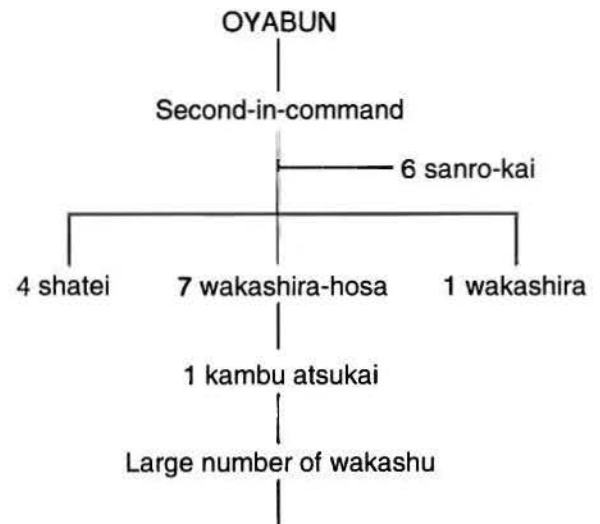 OYABUN
Second-in-command
6 sanro-kai
4 shatei 7 wakashira-hosa 1 wakashira
1 kambu atsukai
Large number of wakashu